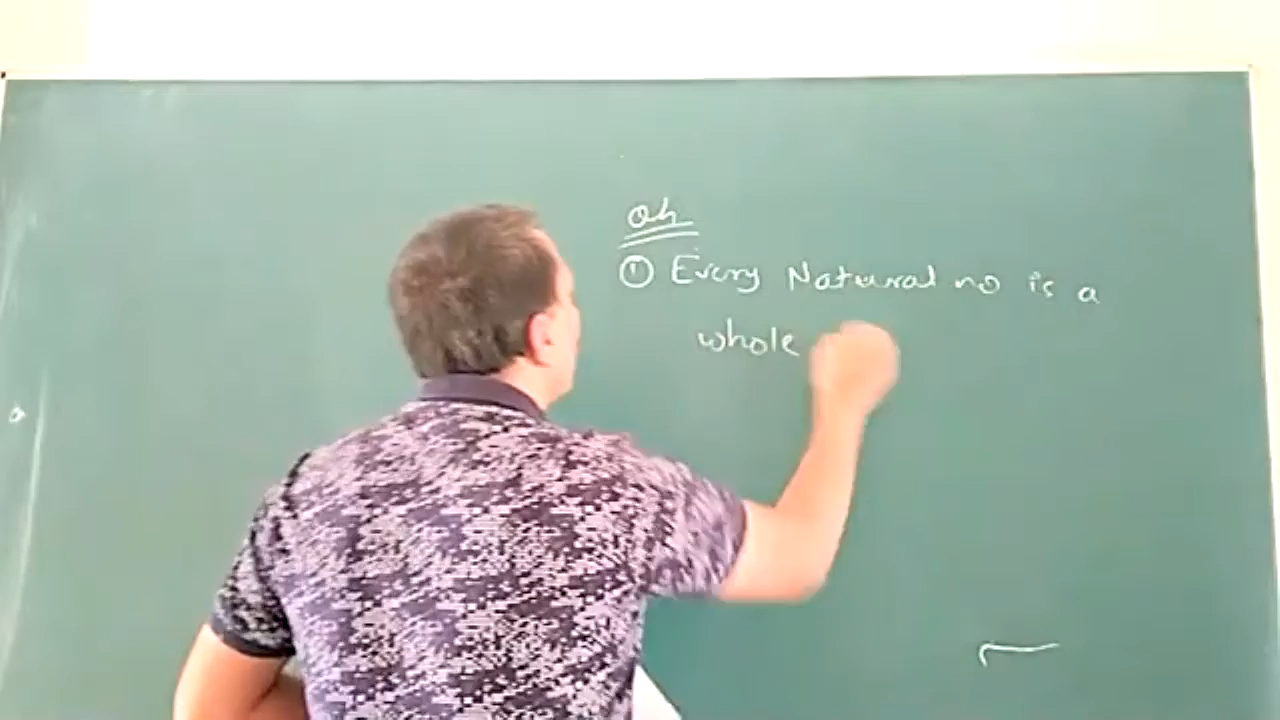 ① Every Natural no is a
whole